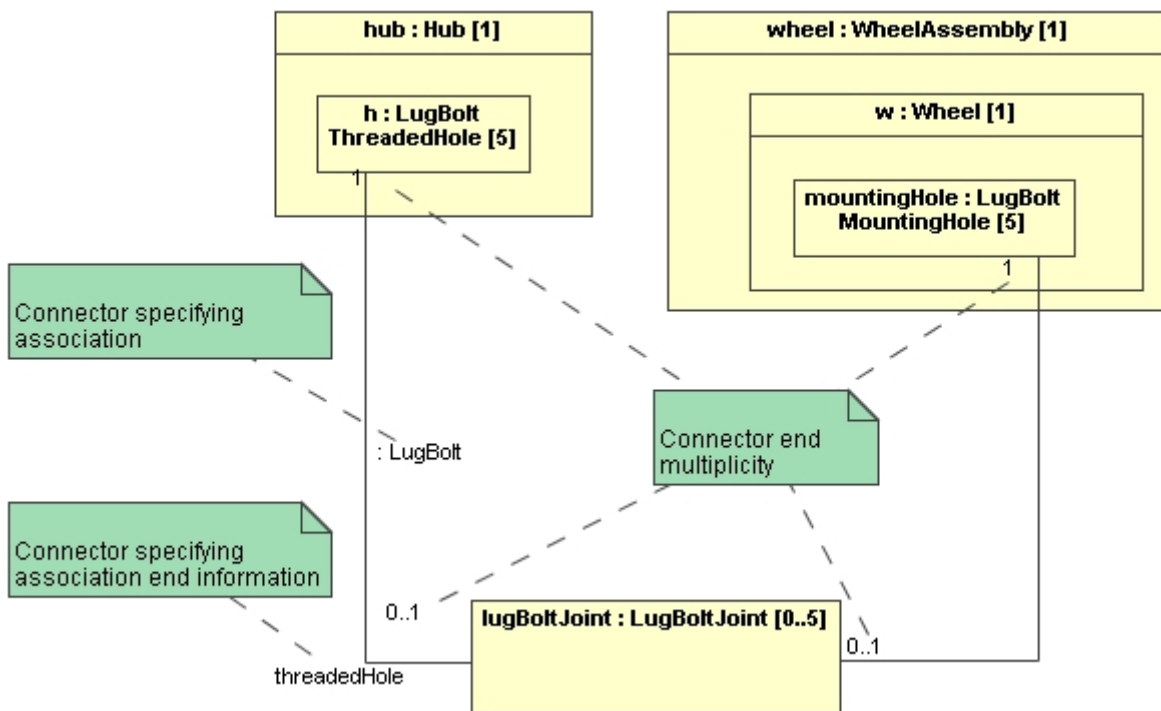 hub : Hub [1]
wheel : WheelAssembly [1]
h : LugBolt
ThreadedHole [5]
1
w : Wheel [1]
mountingHole : LugBolt
MountingHole [5]
1
Connector specifying
association
Connector end
multiplicity
: LugBolt
Connector specifying
association end information
0..1
lugBoltJoint : LugBoltJoint [0..5]
0..1
threadedHole